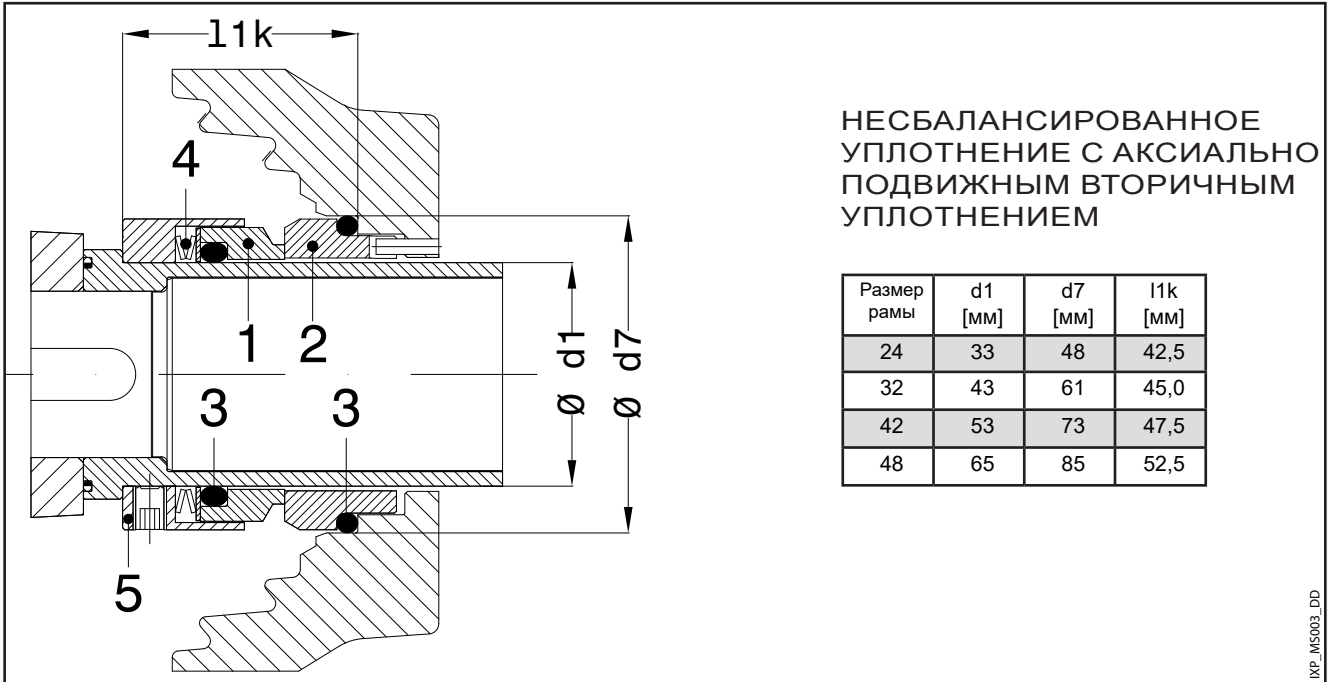 l1k
4
1
2
3
3
5
Ø d1
Ø d7
НЕСБАЛАНСИРОВАННОЕ
УПЛОТНЕНИЕ С АКСИАЛЬНО
ПОДВИЖНЫМ ВТОРИЧНЫМ
УПЛОТНЕНИЕМ
Размер рамы d1 [мм] d7 [мм] l1k [мм]
24 33 48 42,5
32 43 61 45,0
42 53 73 47,5
48 65 85 52,5
IXP_MS003_DD